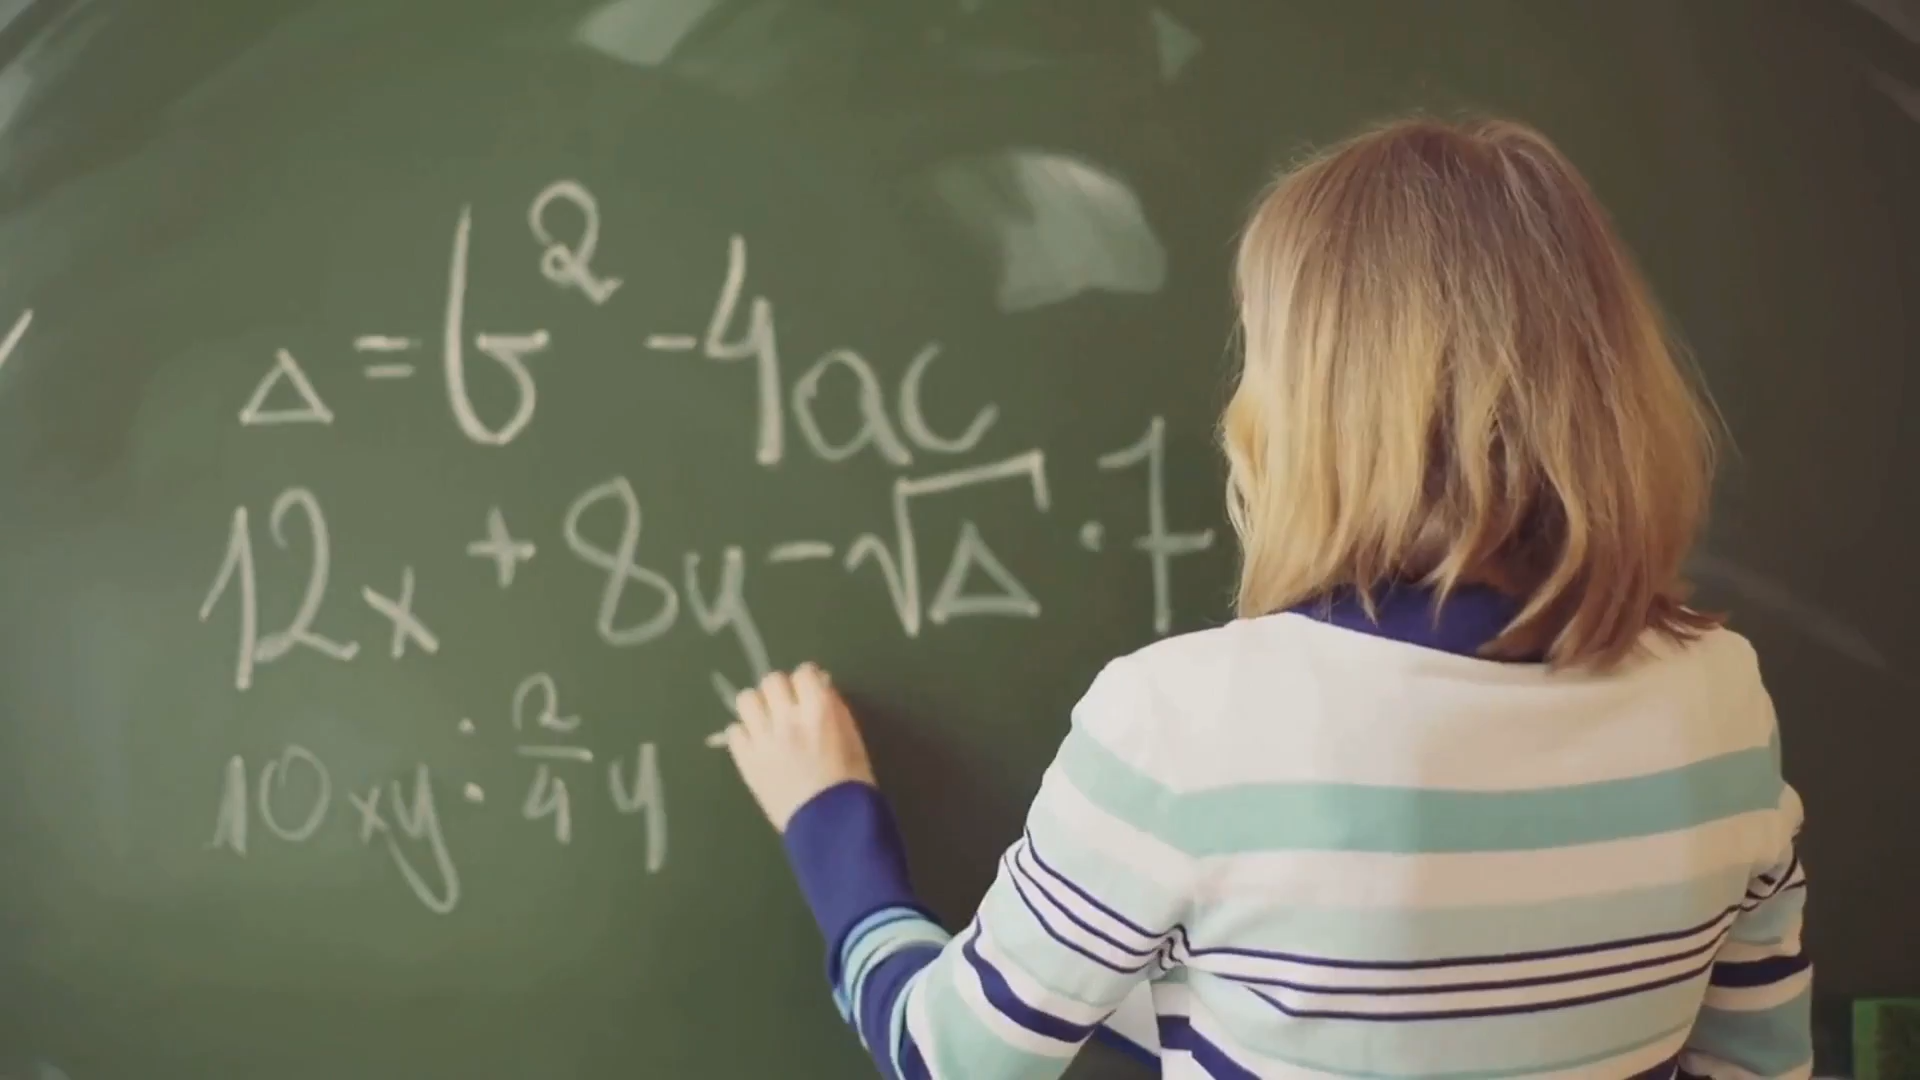 Δ = b² - 4ac
12x + 8y - √Δ · 7
10xy : 2/4 y